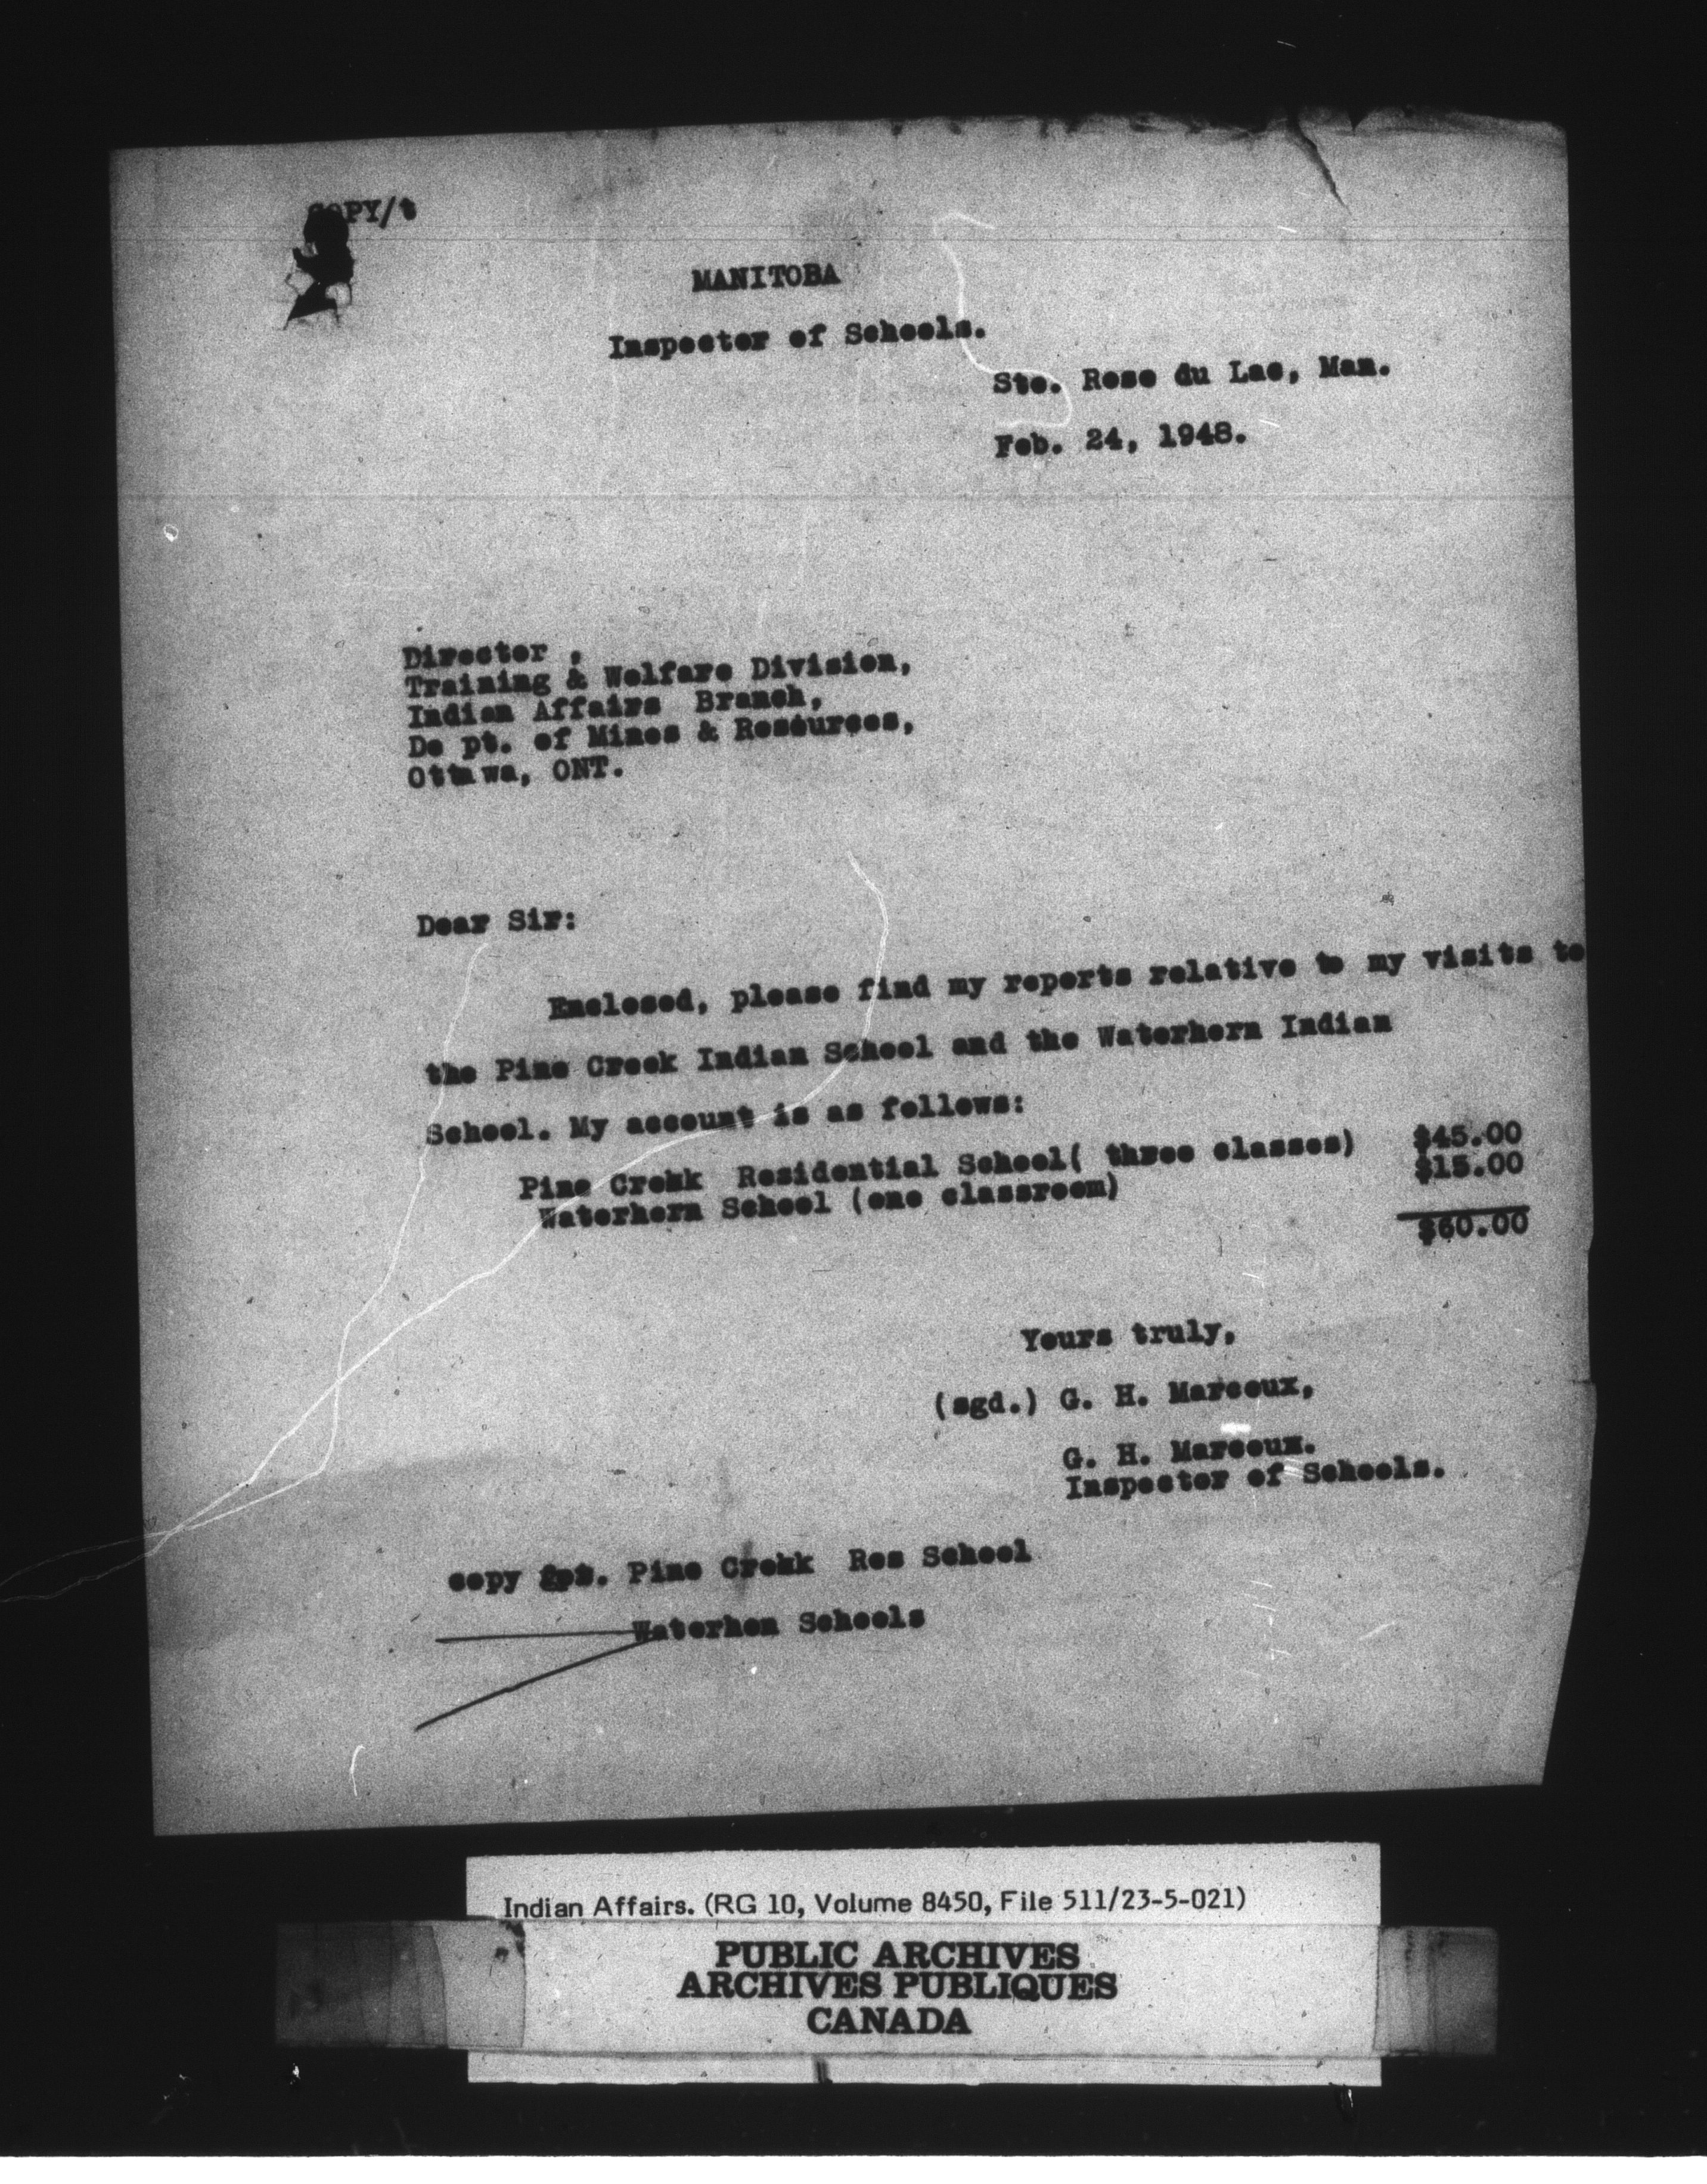 COPY/t
MANITOBA
Inspector of Schools.
Ste. Rose du Lac, Man.
Feb. 24, 1948.
Director ,
Training & Welfare Division,
Indian Affairs Branch,
De pt. of Mines & Resources,
Otta wa, ONT.
Dear Sir:
Enclosed, please find my reports relative to my visits to
the Pine Creek Indian School and the Waterhern Indian
School. My account is as follows:
Pine Crekk Residential School( three classes) $45.00
Waterhern School (one classroom) $15.00
$60.00
Yours truly,
(sgd.) G. H. Marcoux,
G. H. Marcoux.
Inspector of Schools.
copy Pine Crekk Res School
Waterhen Schools
Indian Affairs. (RG 10, Volume 8450, File 511/23-5-021)
PUBLIC ARCHIVES
ARCHIVES PUBLIQUES
CANADA